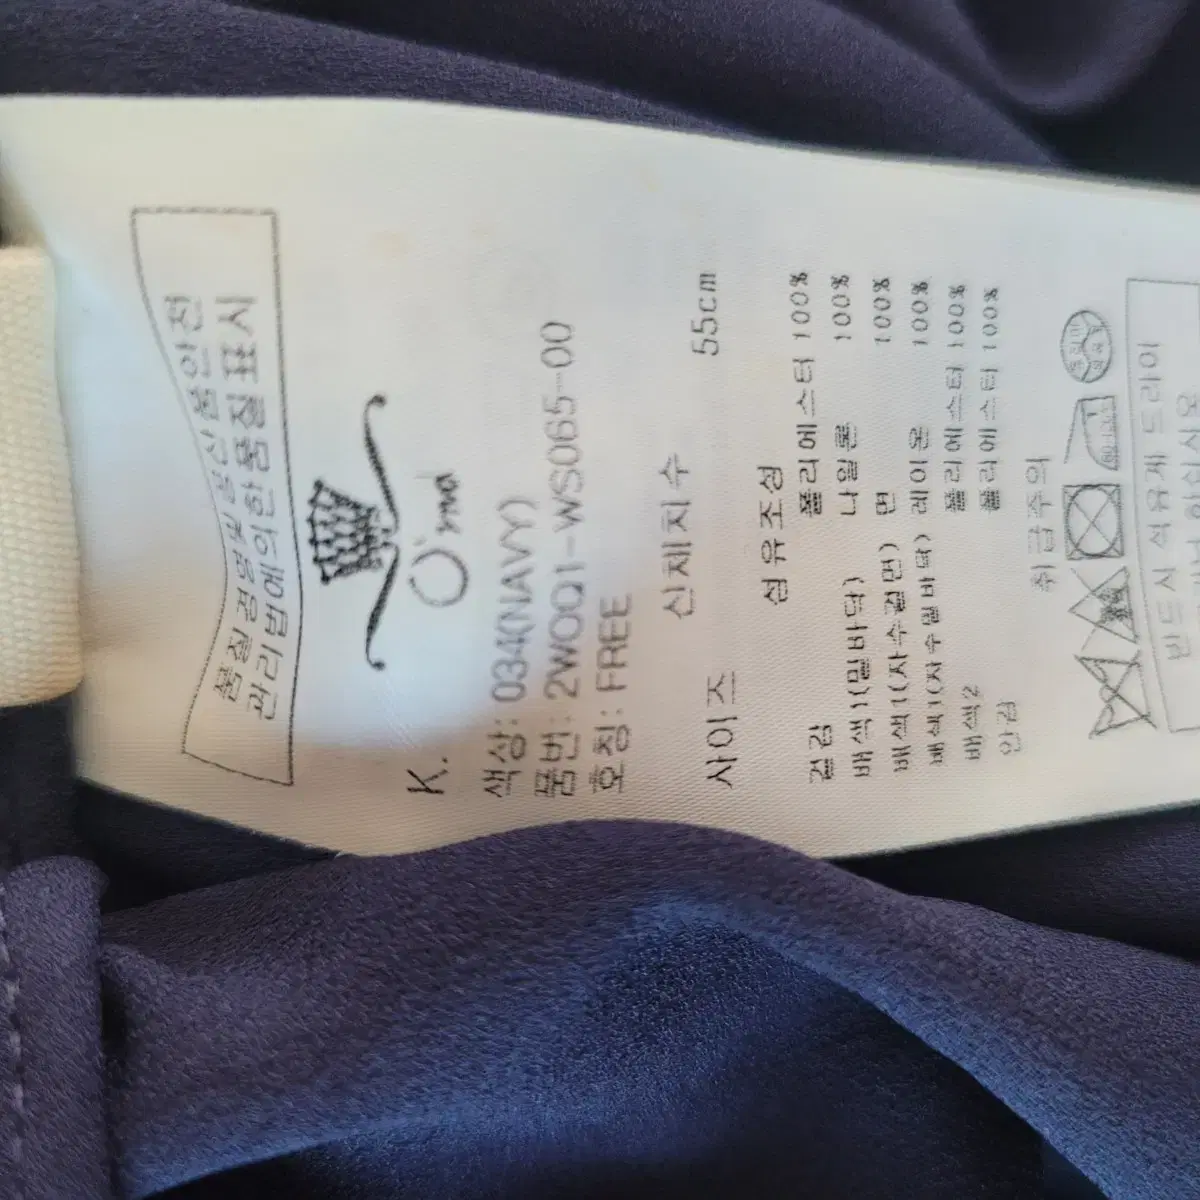 품질경영및공산품안전
관리법에의한품질표시
K.
O'md
색상: 034(NAVY)
품번: 2WOQ1-WS065-00
호칭: FREE
신체치수
사이즈 55cm
섬유조성
겉감 폴리에스터 100%
배색1(밑바닥) 나일론 100%
배색1(자수겉면) 면 100%
배색1(자수밑바닥) 레이온 100%
배색2 폴리에스터 100%
안감 폴리에스터 100%
취급주의
반드시 석유계 드라이
하십시오